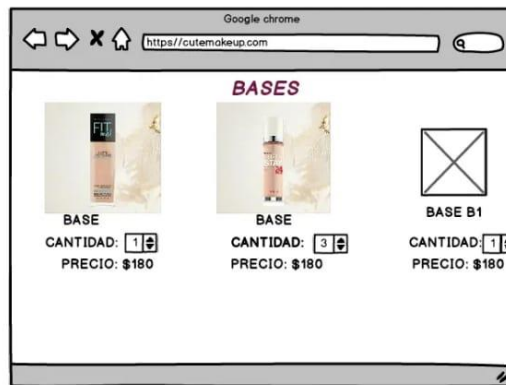 Google chrome
https//cutemakeup.com
BASES
FIT
BASE
CANTIDAD: 1
PRECIO: $180
BASE
CANTIDAD: 3
PRECIO: $180
BASE B1
CANTIDAD: 1
PRECIO: $180